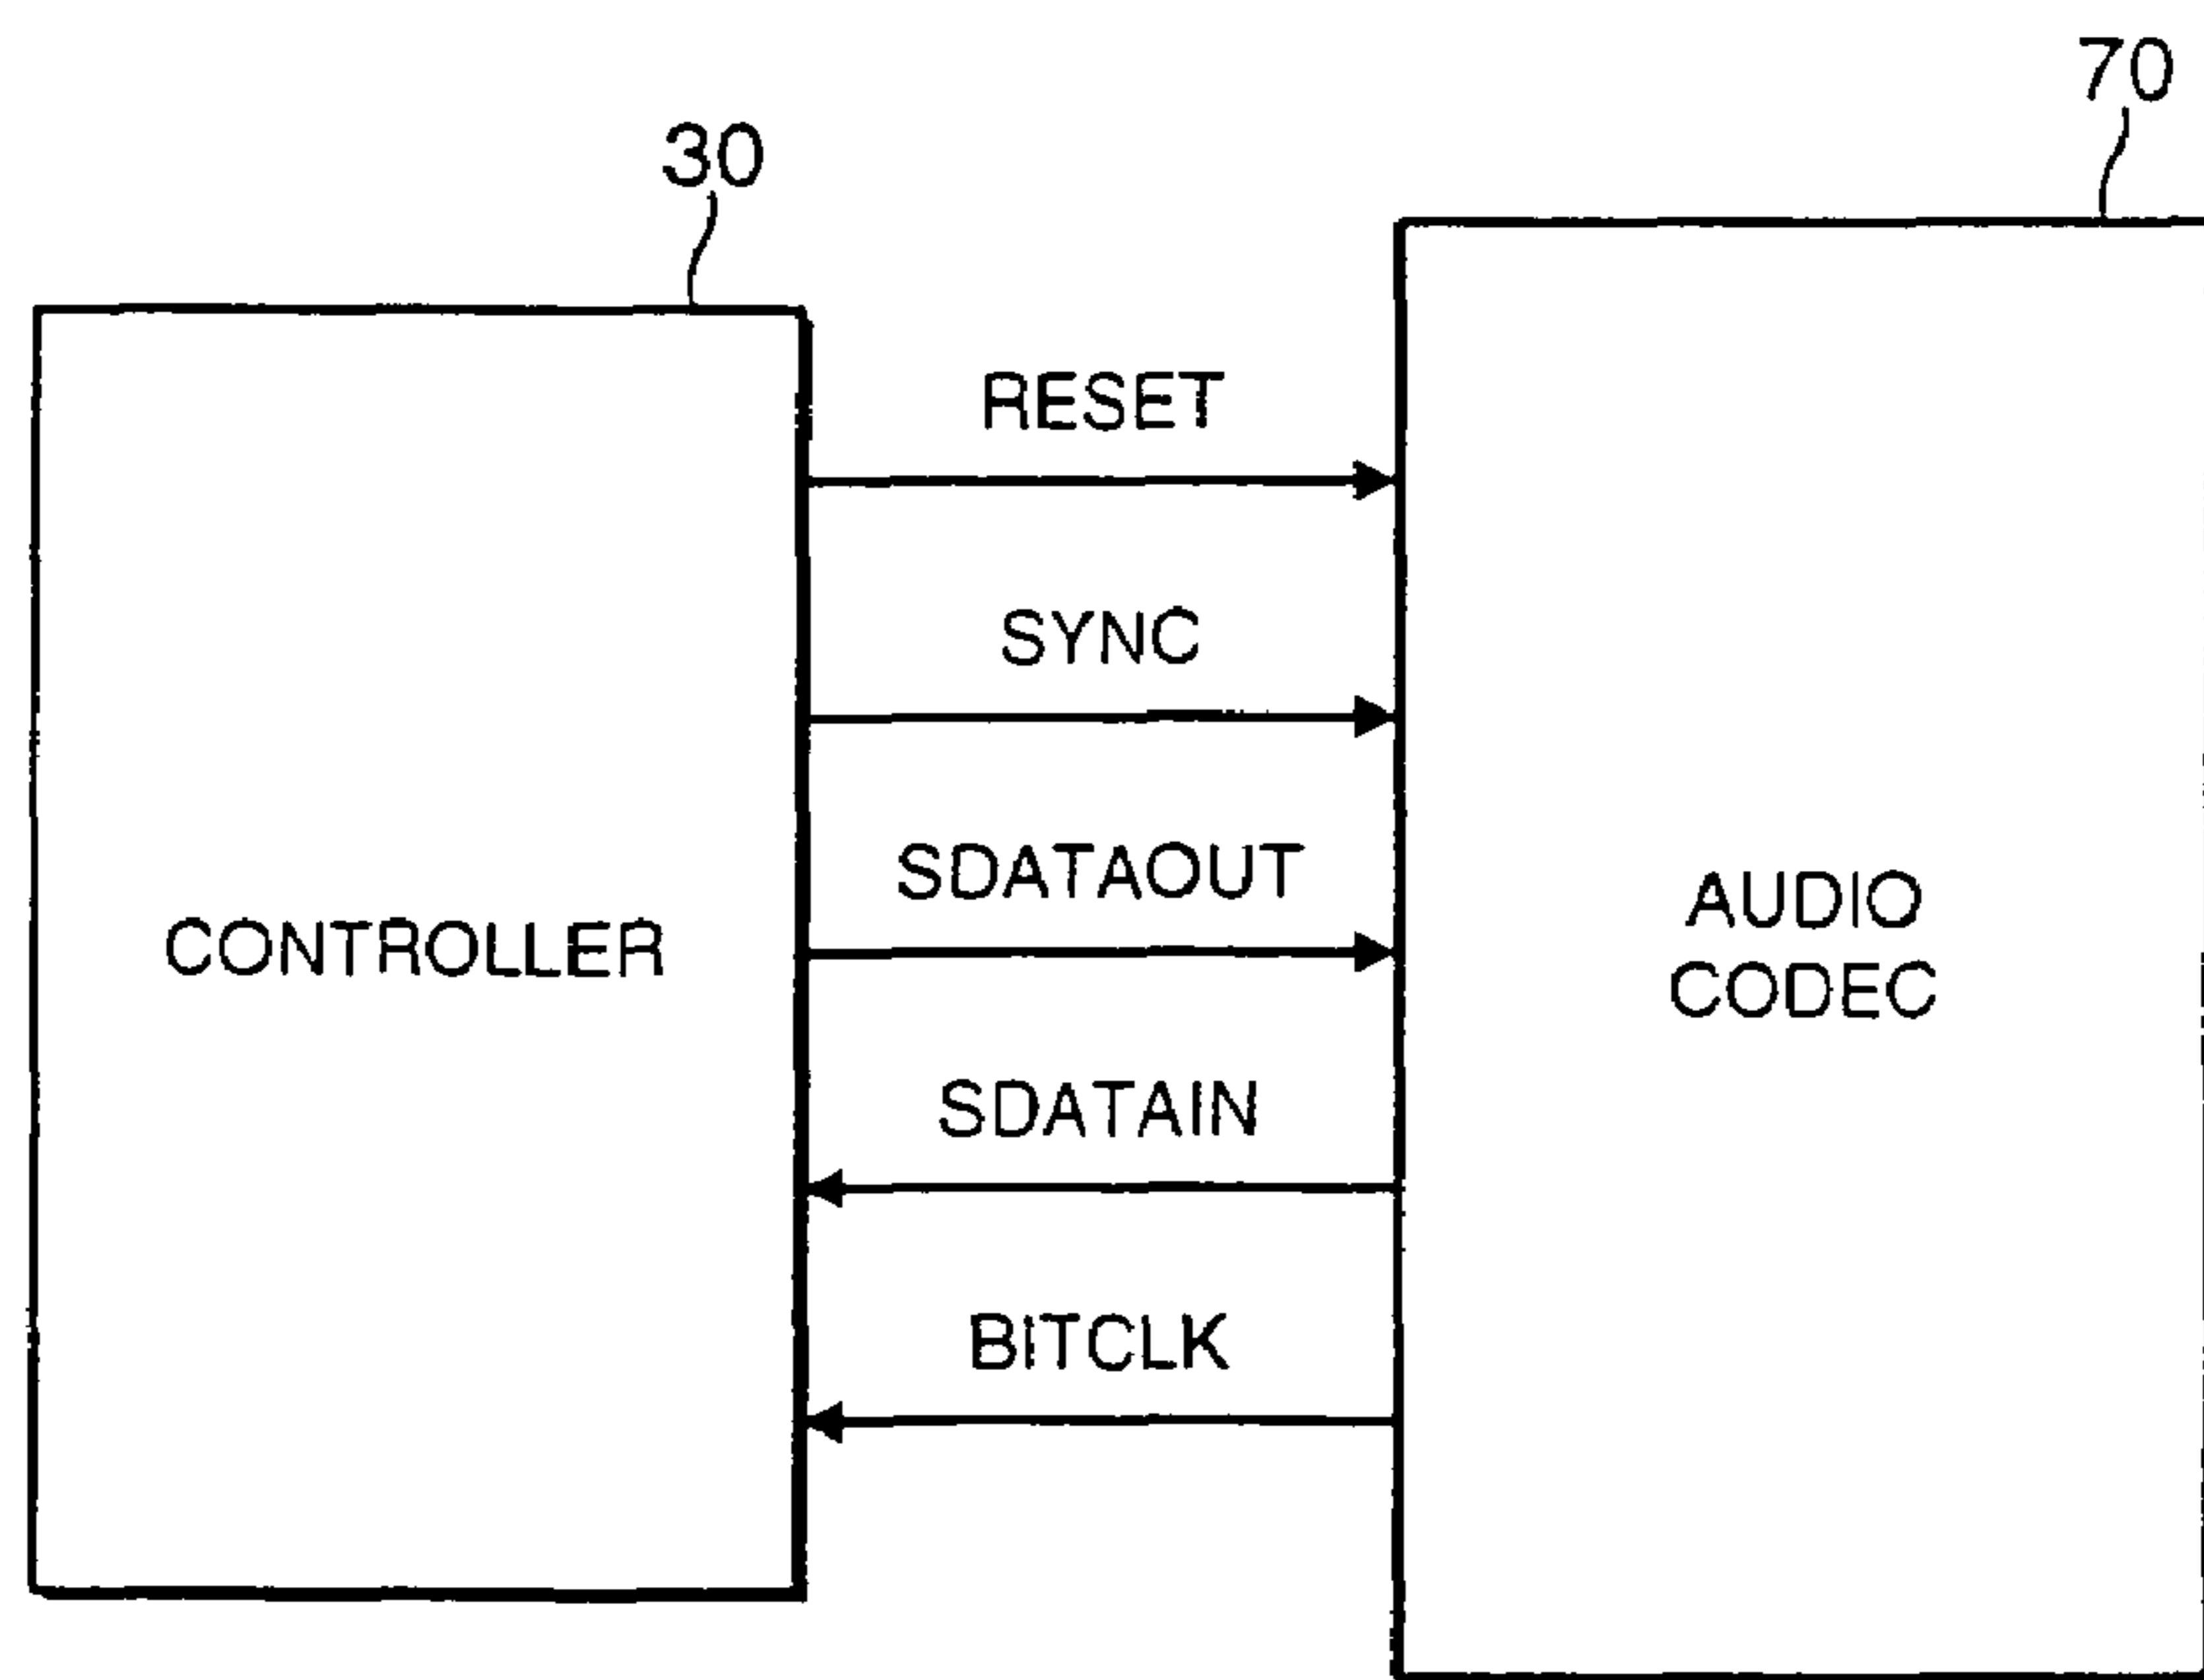 70
30
RESET
SYNC
SDATAOUT
CONTROLLER
AUDIO
CODEC
SDATAIN
BITCLK